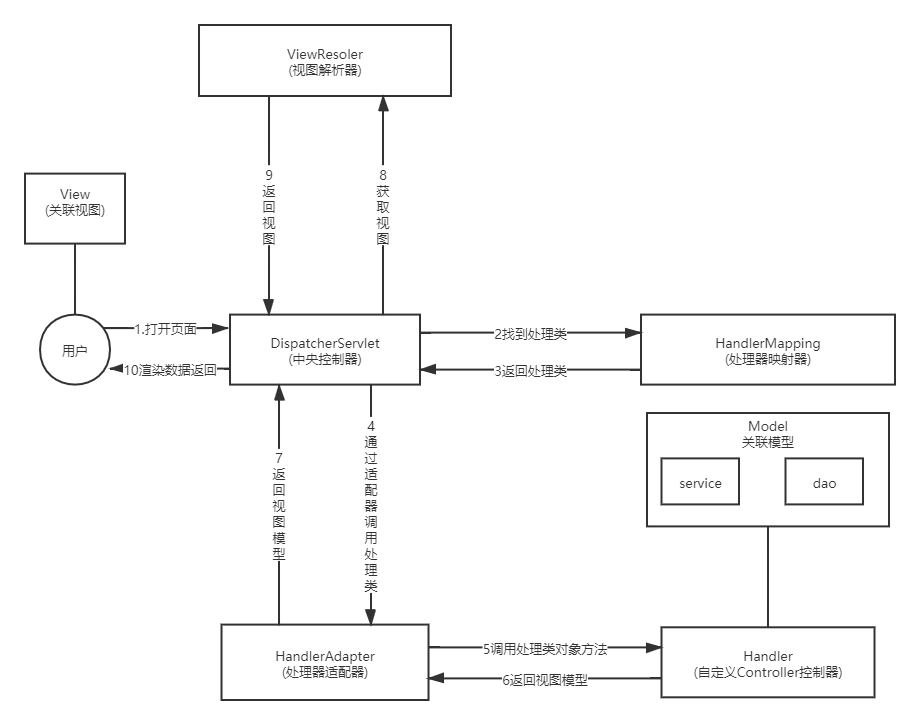 ViewResoler
(视图解析器)
9返回视图
8获取视图
View
(关联视图)
用户
1.打开页面
10渲染数据返回
DispatcherServlet
(中央控制器)
2找到处理类
3返回处理类
HandlerMapping
(处理器映射器)
Model
关联模型
service
dao
7返回视图模型
4通过适配器调用处理类
HandlerAdapter
(处理器适配器)
5调用处理类对象方法
6返回视图模型
Handler
(自定义Controller控制器)